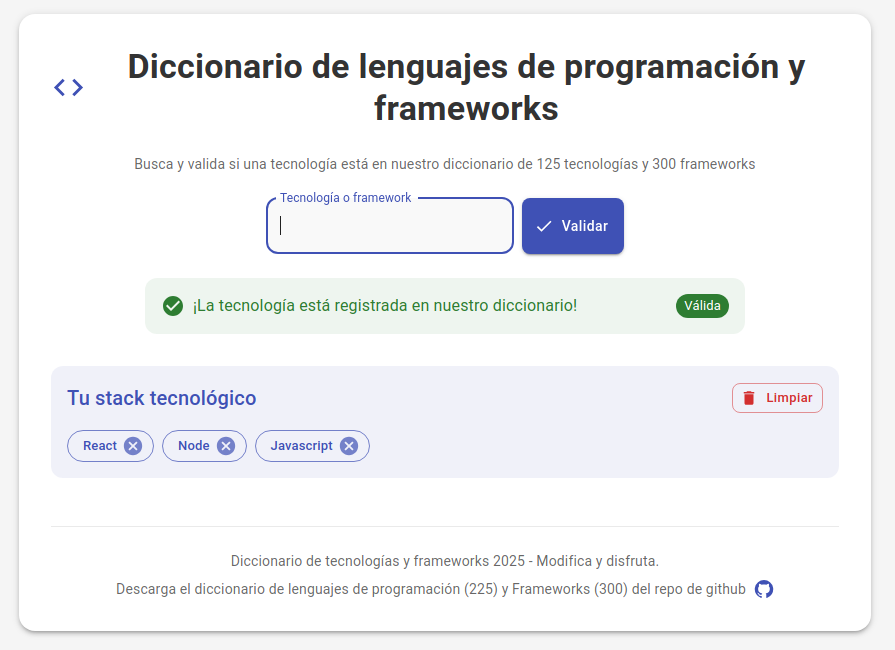 Diccionario de lenguajes de programación y
frameworks
Busca y valida si una tecnología está en nuestro diccionario de 125 tecnologías y 300 frameworks
Tecnología o framework
Validar
¡La tecnología está registrada en nuestro diccionario!
Válida
Tu stack tecnológico
Limpiar
React
Node
Javascript
Diccionario de tecnologías y frameworks 2025 - Modifica y disfruta.
Descarga el diccionario de lenguajes de programación (225) y Frameworks (300) del repo de github